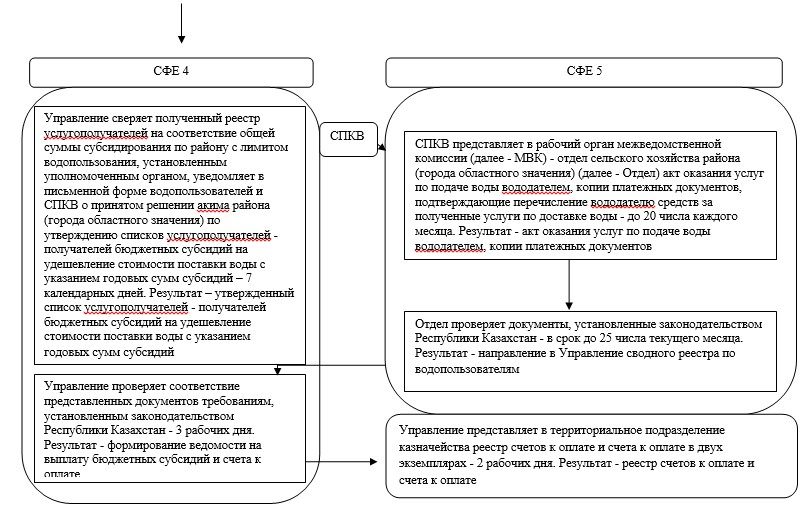 СФЕ 4
СФЕ 5
Управление сверяет полученный реестр
услугополучателей на соответствие общей
суммы субсидирования по району с лимитом
водопользования, установленным
уполномоченным органом, уведомляет в
письменной форме водопользователей и
СПКВ о принятом решении акима района
(города областного значения) по
утверждению списков услугополучателей -
получателей бюджетных субсидий на
удешевление стоимости поставки воды с
указанием годовых сумм субсидий – 7
календарных дней. Результат – утвержденный
список услугополучателей - получателей
бюджетных субсидий на удешевление
стоимости поставки воды с указанием
годовых сумм субсидий
СПКВ
СПКВ представляет в рабочий орган межведомственной
комиссии (далее - МВК) - отдел сельского хозяйства района
(города областного значения) (далее - Отдел) акт оказания услуг
по подаче воды вододателем, копии платежных документов,
подтверждающие перечисление вододателю средств за
полученные услуги по доставке воды - до 20 числа каждого
месяца. Результат - акт оказания услуг по подаче воды
вододателем, копии платежных документов
Отдел проверяет документы, установленные законодательством
Республики Казахстан - в срок до 25 числа текущего месяца.
Результат - направление в Управление сводного реестра по
водопользователям
Управление проверяет соответствие
представленных документов требованиям,
установленным законодательством
Республики Казахстан - 3 рабочих дня.
Результат - формирование ведомости на
выплату бюджетных субсидий и счета к
оплате
Управление представляет в территориальное подразделение
казначейства реестр счетов к оплате и счета к оплате в двух
экземплярах - 2 рабочих дня. Результат - реестр счетов к оплате и
счета к оплате